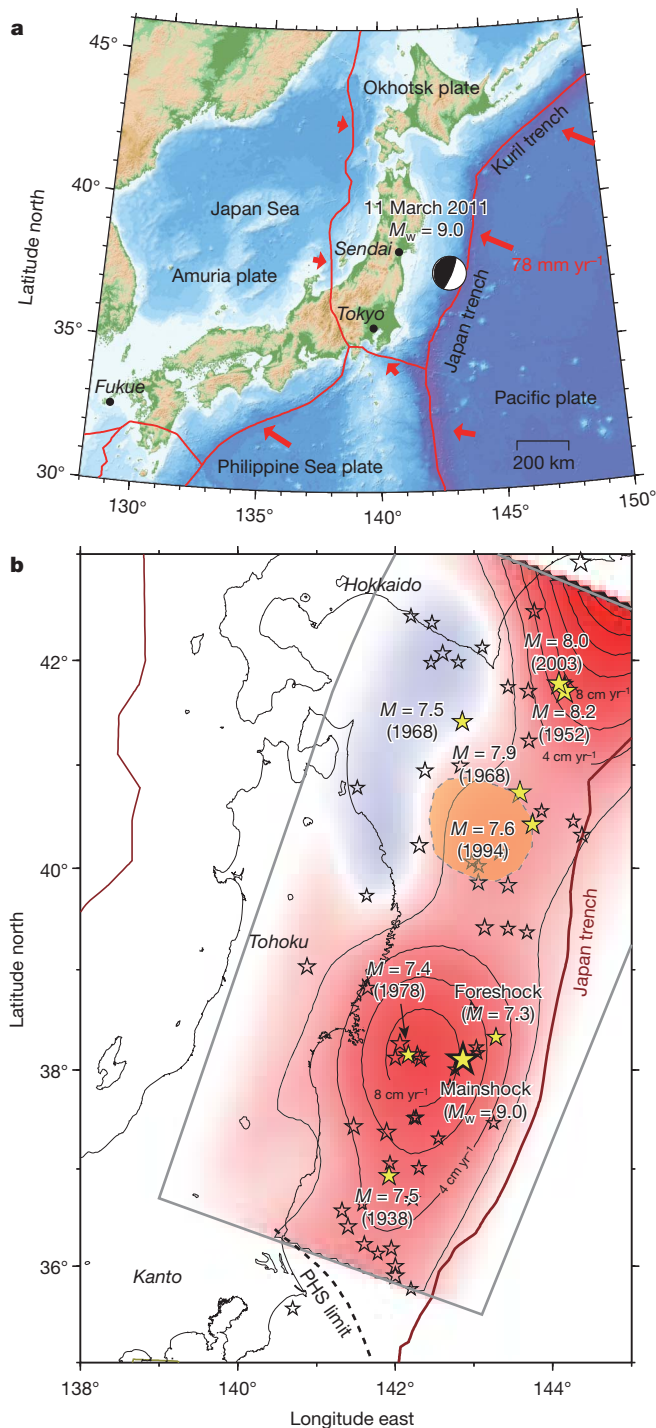 a
45°
40°
35°
30°
Latitude north
Okhotsk plate
Kuril trench
Japan Sea
11 March 2011
Mw = 9.0
Sendai
Amuria plate
78 mm yr–1
Tokyo
Japan trench
Fukue
Pacific plate
200 km
Philippine Sea plate
130°
135°
140°
145°
150°
b
Hokkaido
42°
M = 8.0
(2003)
8 cm yr–1
M = 7.5
(1968)
M = 8.2
(1952)
M = 7.9
(1968)
4 cm yr–1
M = 7.6
(1994)
40°
Japan trench
Tohoku
Latitude north
M = 7.4
(1978)
Foreshock
(M = 7.3)
38°
8 cm yr–1
Mainshock
(Mw = 9.0)
4 cm yr–1
M = 7.5
(1938)
36°
Kanto
PHS limit
138°
140°
142°
144°
Longitude east